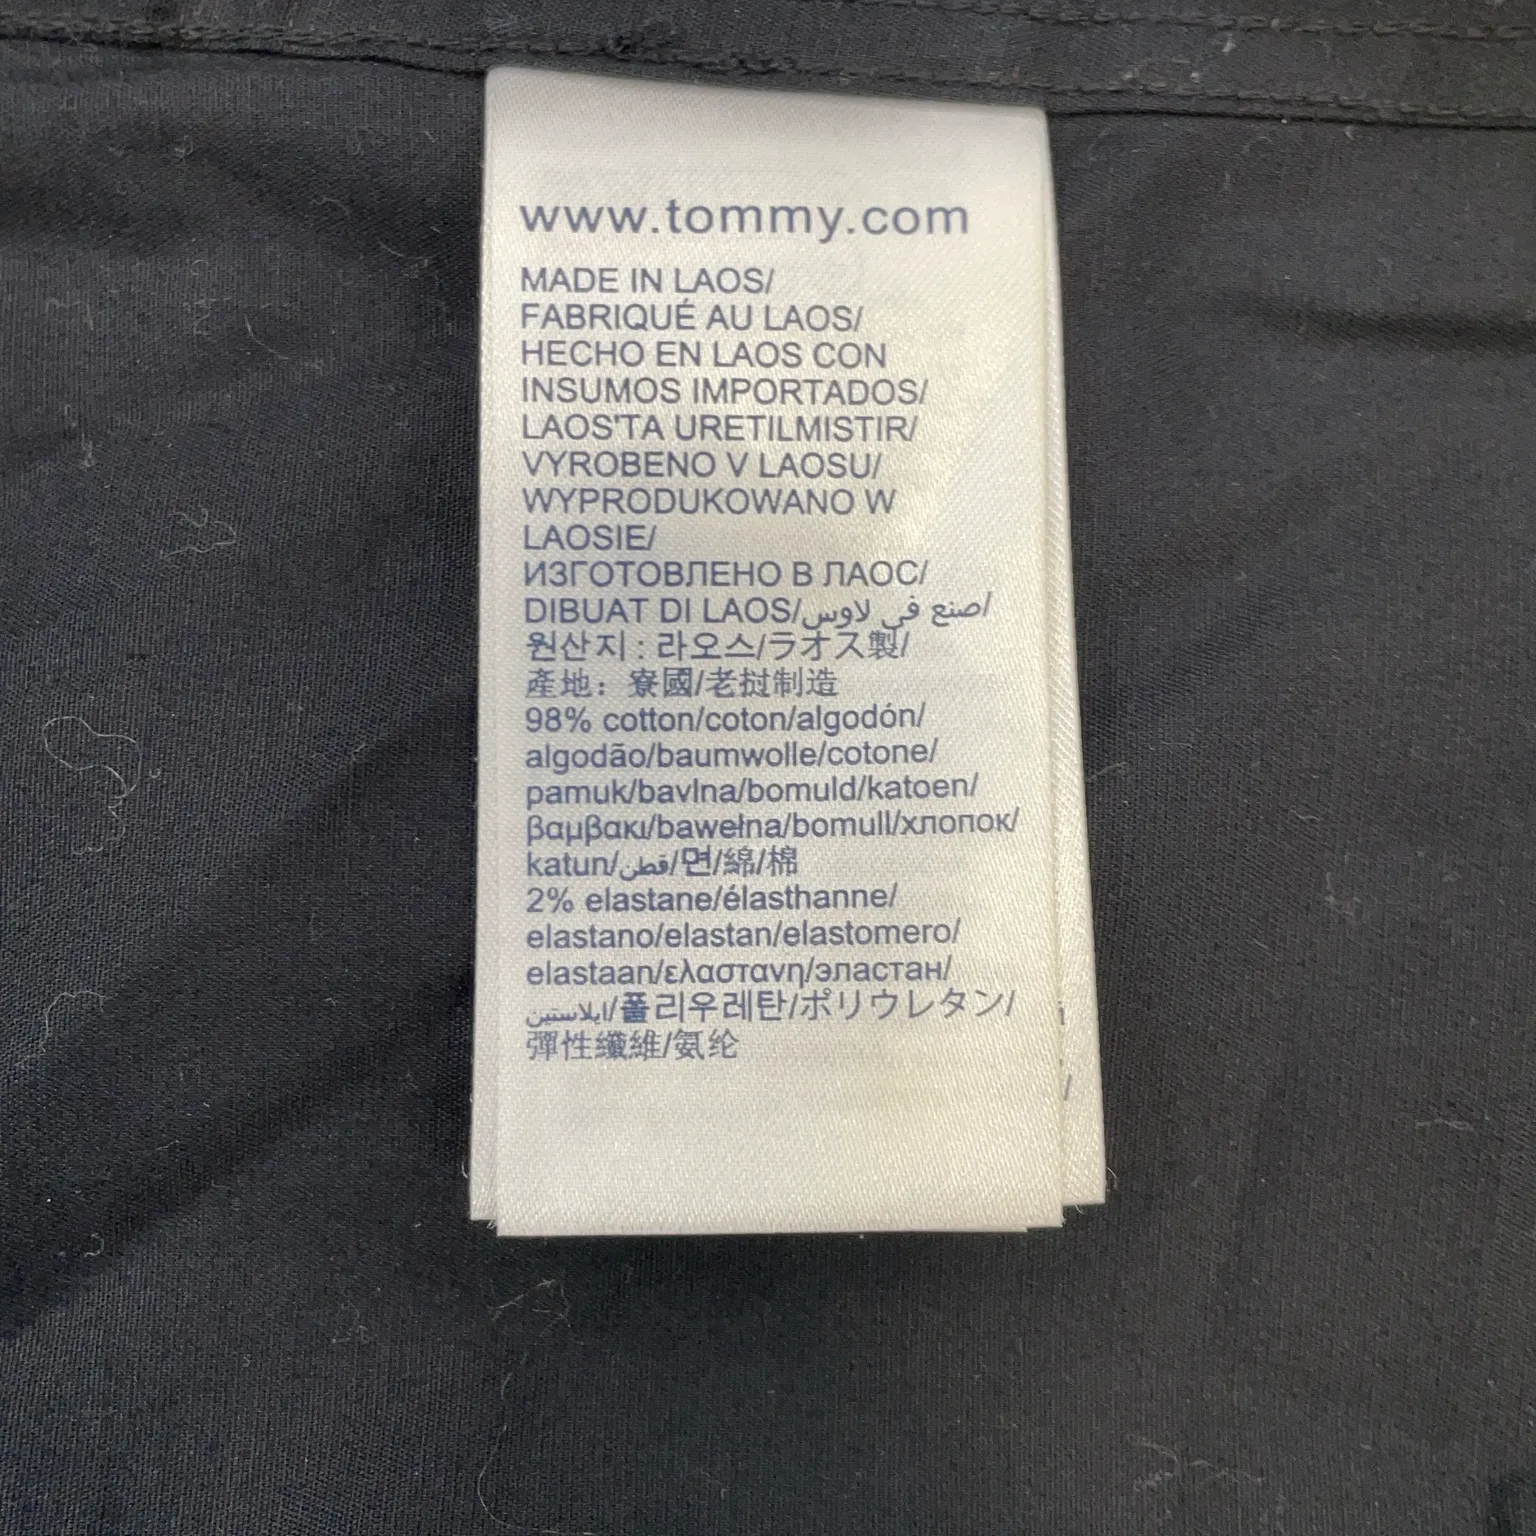 www.tommy.com
MADE IN LAOS/
FABRIQUÉ AU LAOS/
HECHO EN LAOS CON
INSUMOS IMPORTADOS/
LAOS'TA URETILMISTIR/
VYROBENO V LAOSU/
WYPRODUKOWANO W
LAOSIE/
ИЗГОТОВЛЕНО В ЛАОС/
DIBUAT DI LAOS/صنع في لاوس/
원산지 : 라오스/ラオス製/
產地：寮國/老挝制造
98% cotton/coton/algodón/
algodão/baumwolle/cotone/
pamuk/bavlna/bomuld/katoen/
βαμβακι/bawełna/bomull/хлопок/
katun/قطن/면/綿/棉
2% elastane/élasthanne/
elastano/elastan/elastomero/
elastaan/ελαστανη/эластан/
ايلاستين/폴리우레탄/ポリウレタン/
彈性纖維/氨纶